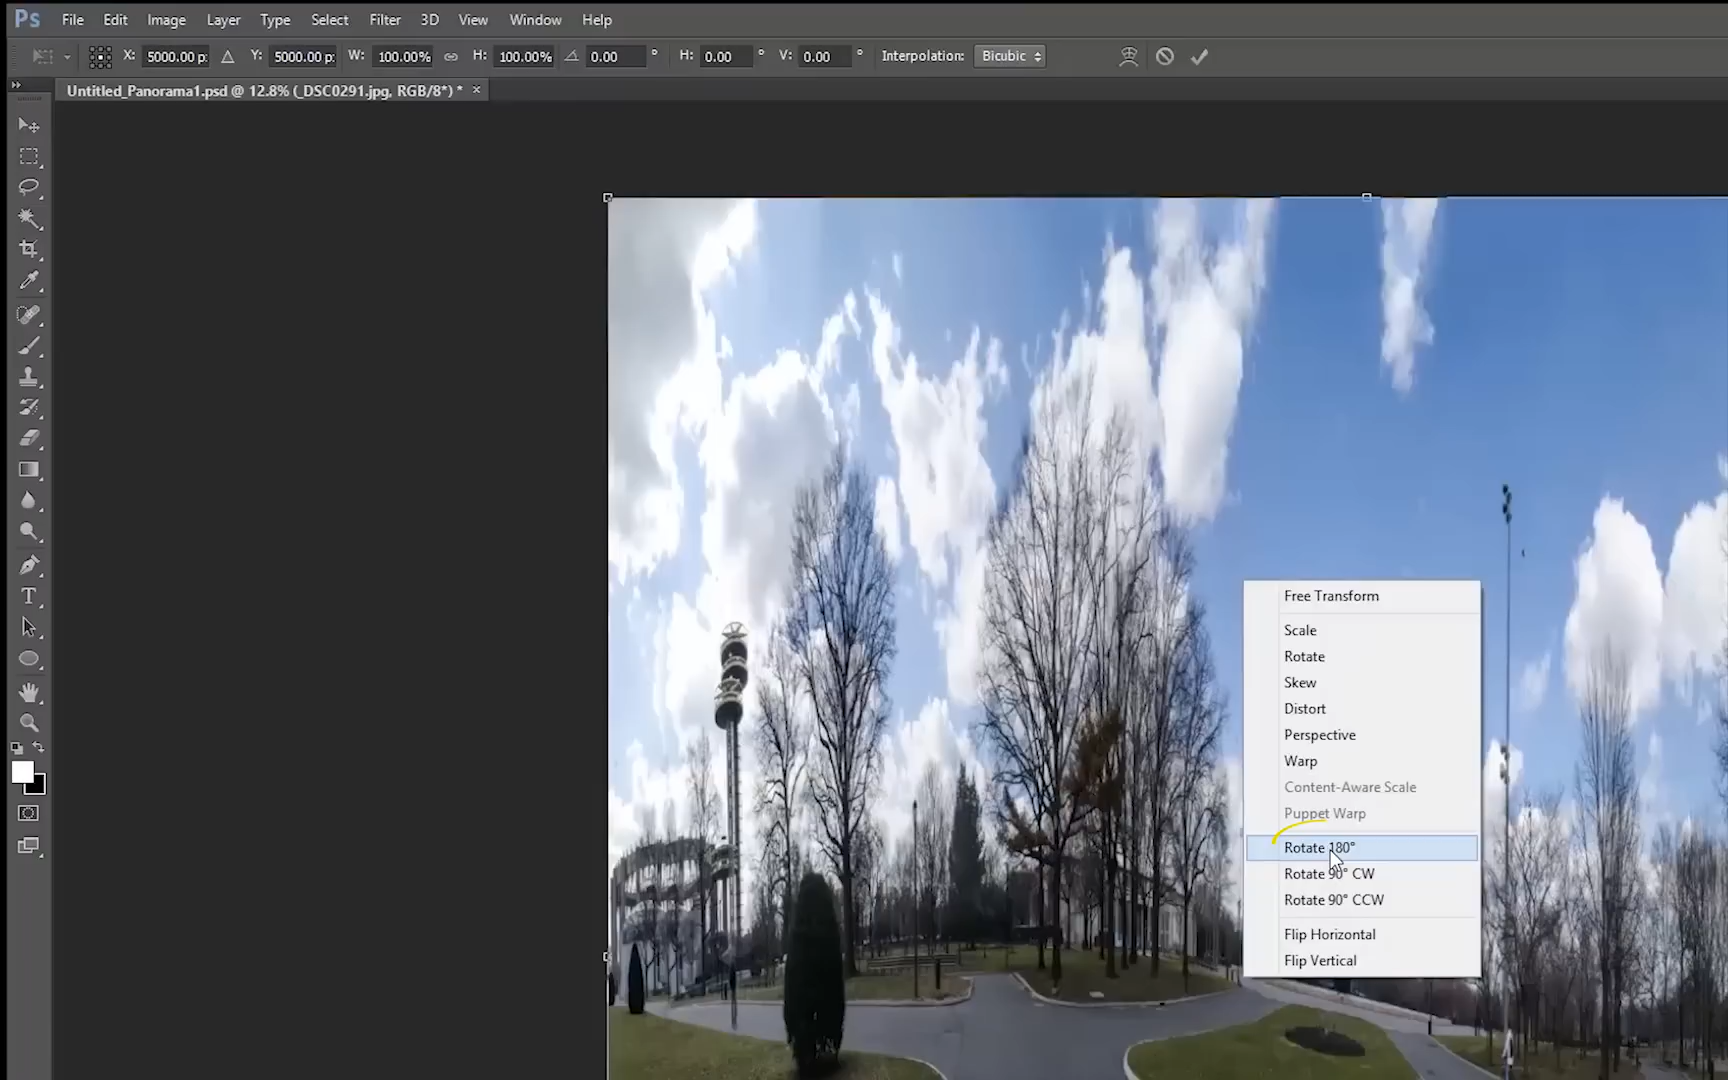 Ps File Edit Image Layer Type Select Filter 3D View Window Help
X: 5000.00 p: Y: 5000.00 p: W: 100.00% H: 100.00% 0.00 ° H: 0.00 ° V: 0.00 ° Interpolation: Bicubic
Untitled_Panorama1.psd @ 12.8% (_DSC0291.jpg, RGB/8*) * ×
Free Transform
Scale
Rotate
Skew
Distort
Perspective
Warp
Content-Aware Scale
Puppet Warp
Rotate 180°
Rotate 90° CW
Rotate 90° CCW
Flip Horizontal
Flip Vertical